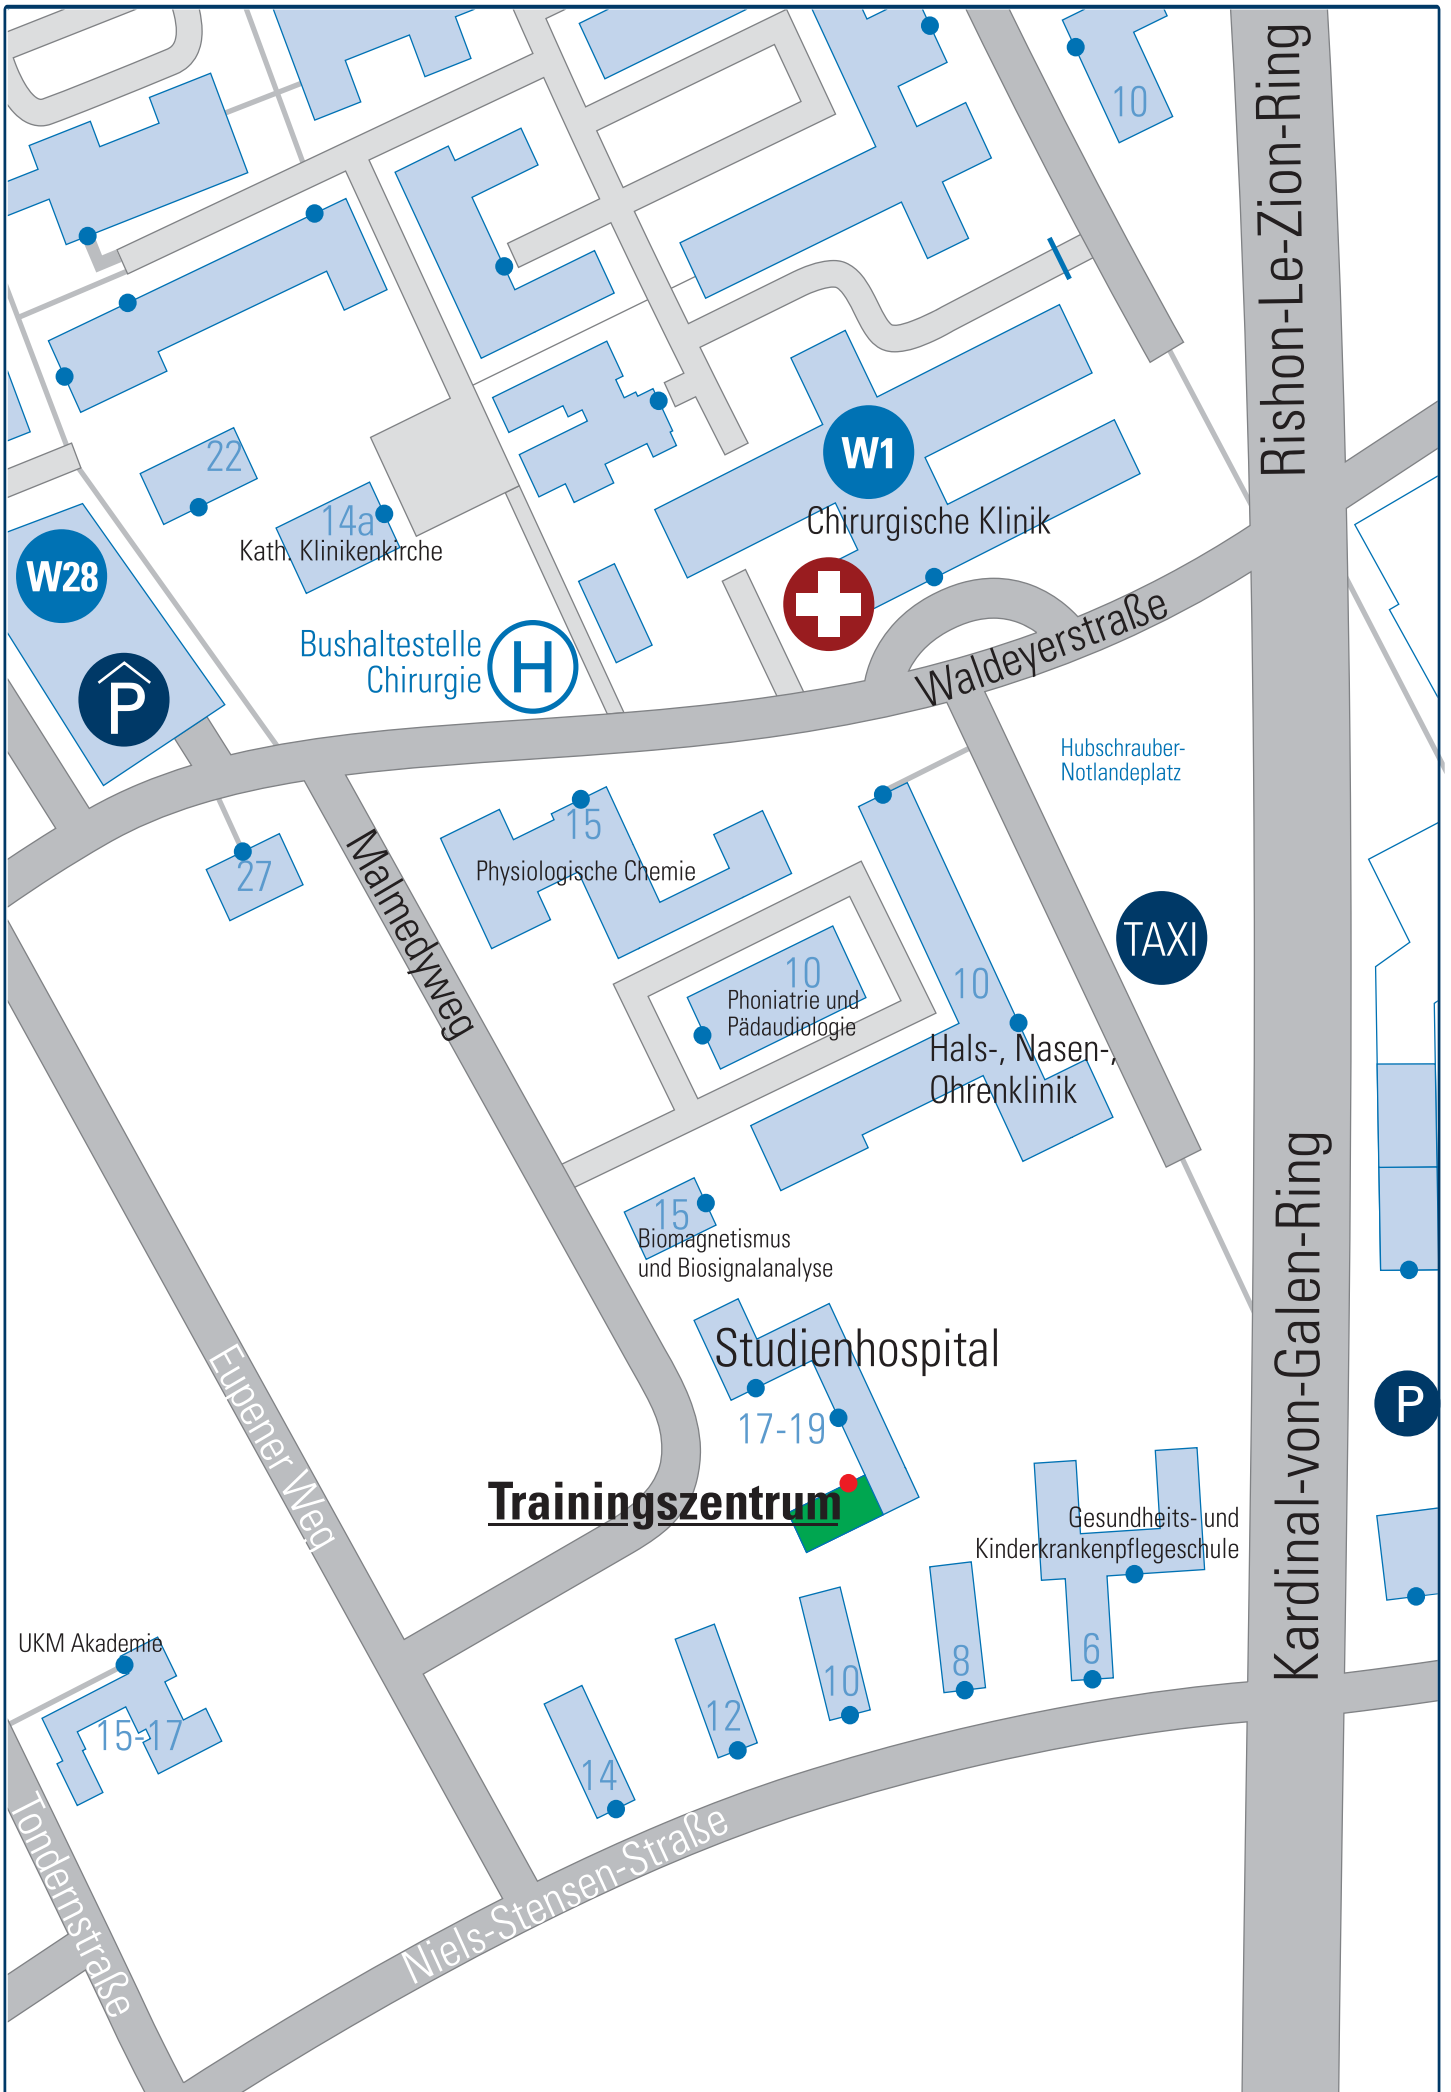 10
Rishon-Le-Zion-Ring
22
W1
Chirurgische Klinik
14a
Kath. Klinikenkirche
W28
Bushaltestelle
Chirurgie
H
P
Waldeyerstraße
Hubschrauber-
Notlandeplatz
15
Physiologische Chemie
27
Malmedyweg
TAXI
10
Phoniatrie und
Pädaudiologie
10
Hals-, Nasen-,
Ohrenklinik
15
Biomagnetismus
und Biosignalanalyse
Kardinal-von-Galen-Ring
Studienhospital
17-19
P
Eupener Weg
Trainingszentrum
Gesundheits- und
Kinderkrankenpflegeschule
UKM Akademie
15-17
6
8
10
12
14
Tondernstraße
Niels-Stensen-Straße